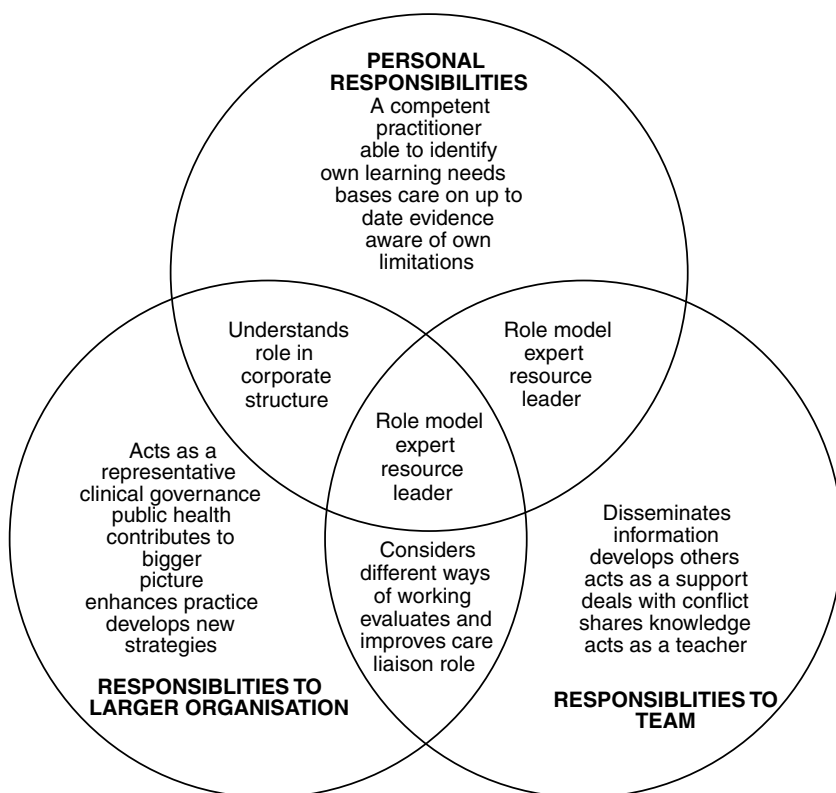 PERSONAL
RESPONSIBILITIES
A competent
practitioner
able to identify
own learning needs
bases care on up to
date evidence
aware of own
limitations
Understands
role in
corporate
structure
Role model
expert
resource
leader
Role model
expert
resource
leader
Acts as a
representative
clinical governance
public health
contributes to
bigger
picture
enhances practice
develops new
strategies
RESPONSIBLITIES TO
LARGER ORGANISATION
Considers
different ways
of working
evaluates and
improves care
liaison role
Disseminates
information
develops others
acts as a support
deals with conflict
shares knowledge
acts as a teacher
RESPONSIBLITIES TO
TEAM